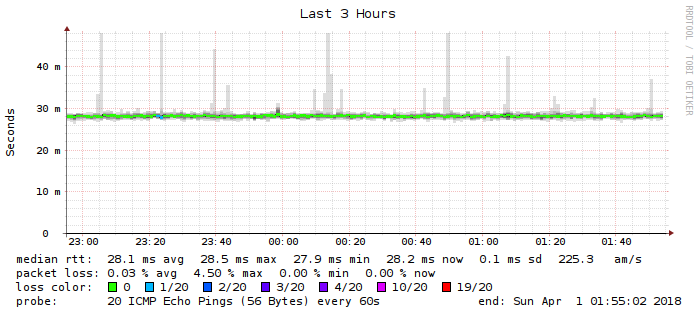 Last 3 Hours
RRDTOOL / TOBI OETIKER
Seconds
40 m
30 m
20 m
10 m
0
23:00 23:20 23:40 00:00 00:20 00:40 01:00 01:20 01:40
median rtt: 28.1 ms avg 28.5 ms max 27.9 ms min 28.2 ms now 0.1 ms sd 225.3 am/s
packet loss: 0.03 % avg 4.50 % max 0.00 % min 0.00 % now
loss color: 0 1/20 2/20 3/20 4/20 10/20 19/20
probe: 20 ICMP Echo Pings (56 Bytes) every 60s end: Sun Apr 1 01:55:02 2018